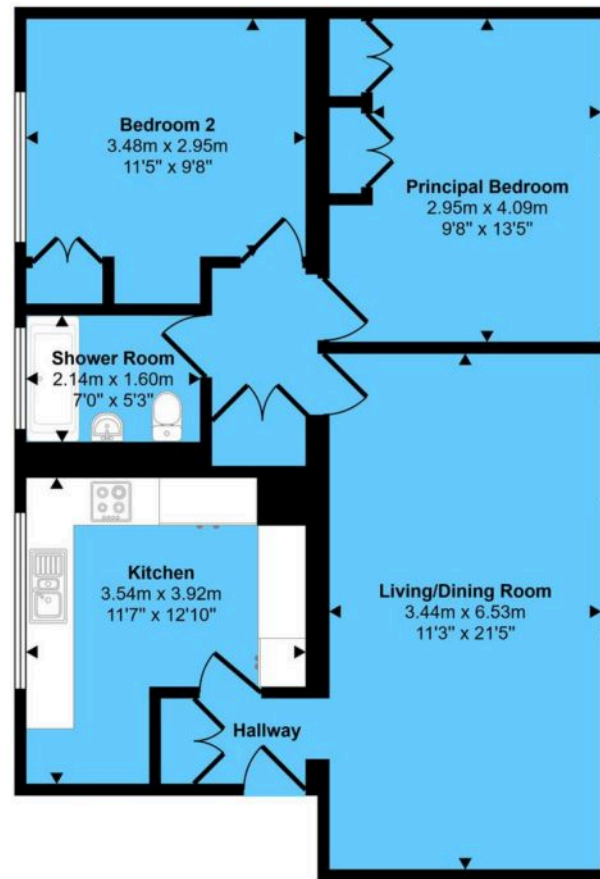 Bedroom 2
3.48m x 2.95m
11'5" x 9'8"
Principal Bedroom
2.95m x 4.09m
9'8" x 13'5"
Shower Room
2.14m x 1.60m
7'0" x 5'3"
Kitchen
3.54m x 3.92m
11'7" x 12'10"
Living/Dining Room
3.44m x 6.53m
11'3" x 21'5"
Hallway